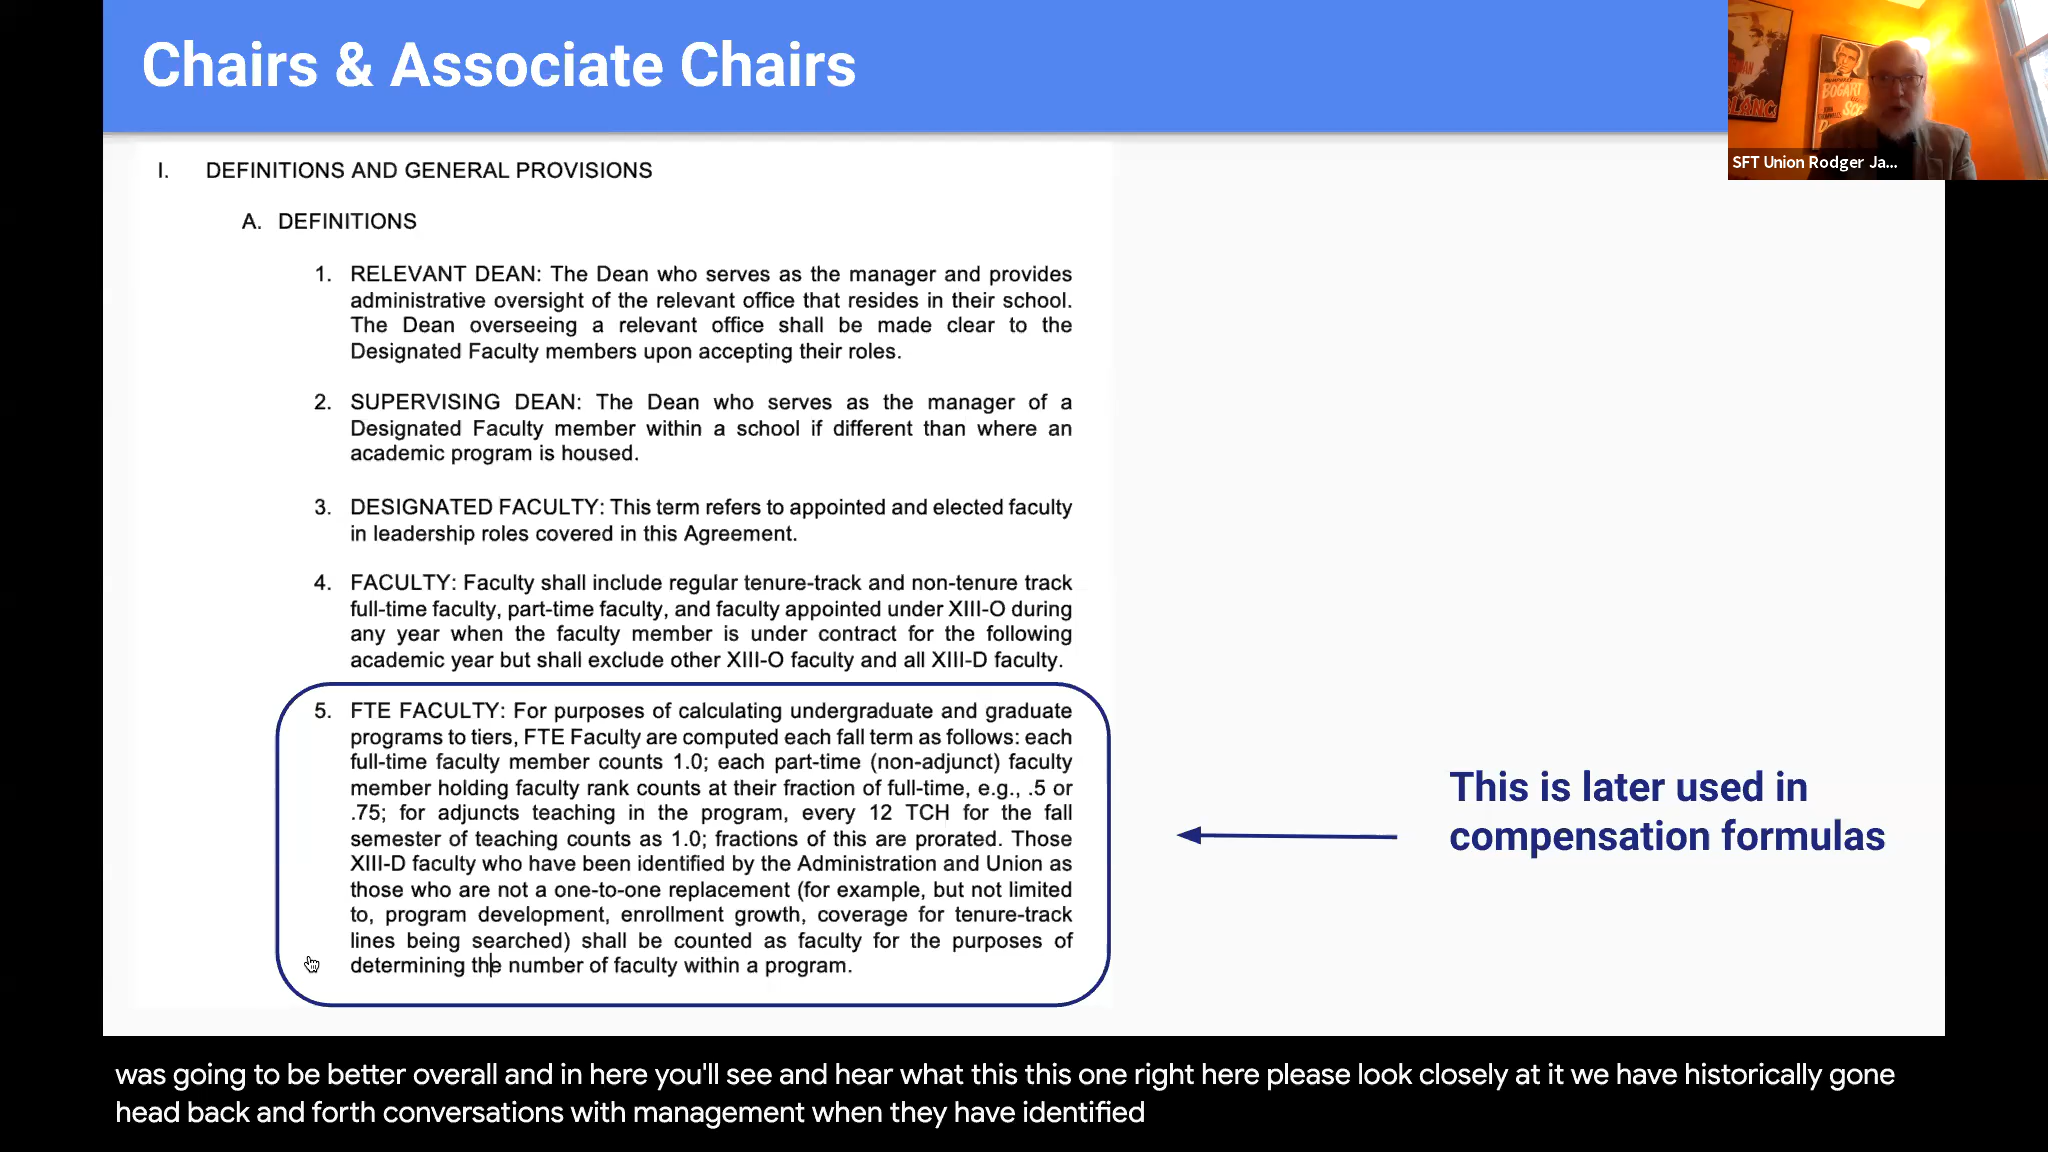 Chairs & Associate Chairs
BOGART
SFT Union Rodger Ja...
I. DEFINITIONS AND GENERAL PROVISIONS
A. DEFINITIONS
1. RELEVANT DEAN: The Dean who serves as the manager and provides
administrative oversight of the relevant office that resides in their school.
The Dean overseeing a relevant office shall be made clear to the
Designated Faculty members upon accepting their roles.
2. SUPERVISING DEAN: The Dean who serves as the manager of a
Designated Faculty member within a school if different than where an
academic program is housed.
3. DESIGNATED FACULTY: This term refers to appointed and elected faculty
in leadership roles covered in this Agreement.
4. FACULTY: Faculty shall include regular tenure-track and non-tenure track
full-time faculty, part-time faculty, and faculty appointed under XIII-O during
any year when the faculty member is under contract for the following
academic year but shall exclude other XIII-O faculty and all XIII-D faculty.
5. FTE FACULTY: For purposes of calculating undergraduate and graduate
programs to tiers, FTE Faculty are computed each fall term as follows: each
full-time faculty member counts 1.0; each part-time (non-adjunct) faculty
member holding faculty rank counts at their fraction of full-time, e.g., .5 or
.75; for adjuncts teaching in the program, every 12 TCH for the fall
semester of teaching counts as 1.0; fractions of this are prorated. Those
XIII-D faculty who have been identified by the Administration and Union as
those who are not a one-to-one replacement (for example, but not limited
to, program development, enrollment growth, coverage for tenure-track
lines being searched) shall be counted as faculty for the purposes of
determining the number of faculty within a program.
This is later used in
compensation formulas
was going to be better overall and in here you'll see and hear what this this one right here please look closely at it we have historically gone
head back and forth conversations with management when they have identified